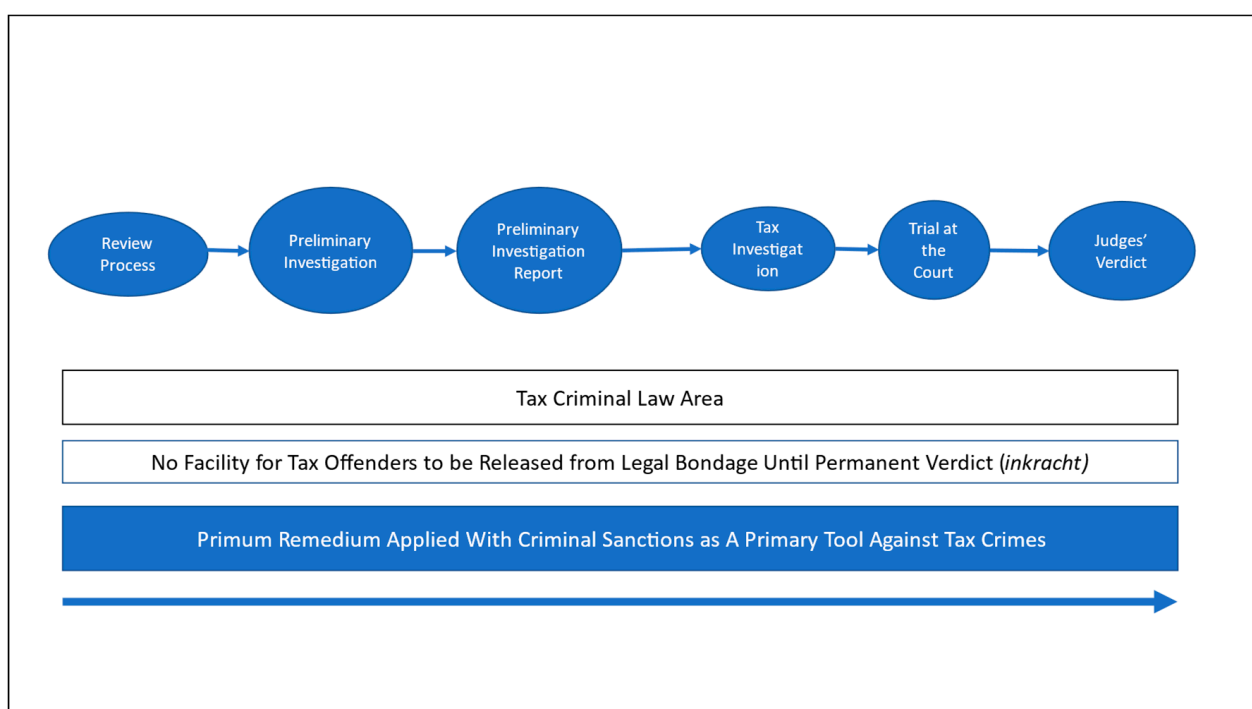 Review
Process
Preliminary
Investigation
Preliminary
Investigation
Report
Tax
Investigat
ion
Trial at
the
Court
Judges’
Verdict
Tax Criminal Law Area
No Facility for Tax Offenders to be Released from Legal Bondage Until Permanent Verdict (inkracht)
Primum Remedium Applied With Criminal Sanctions as A Primary Tool Against Tax Crimes